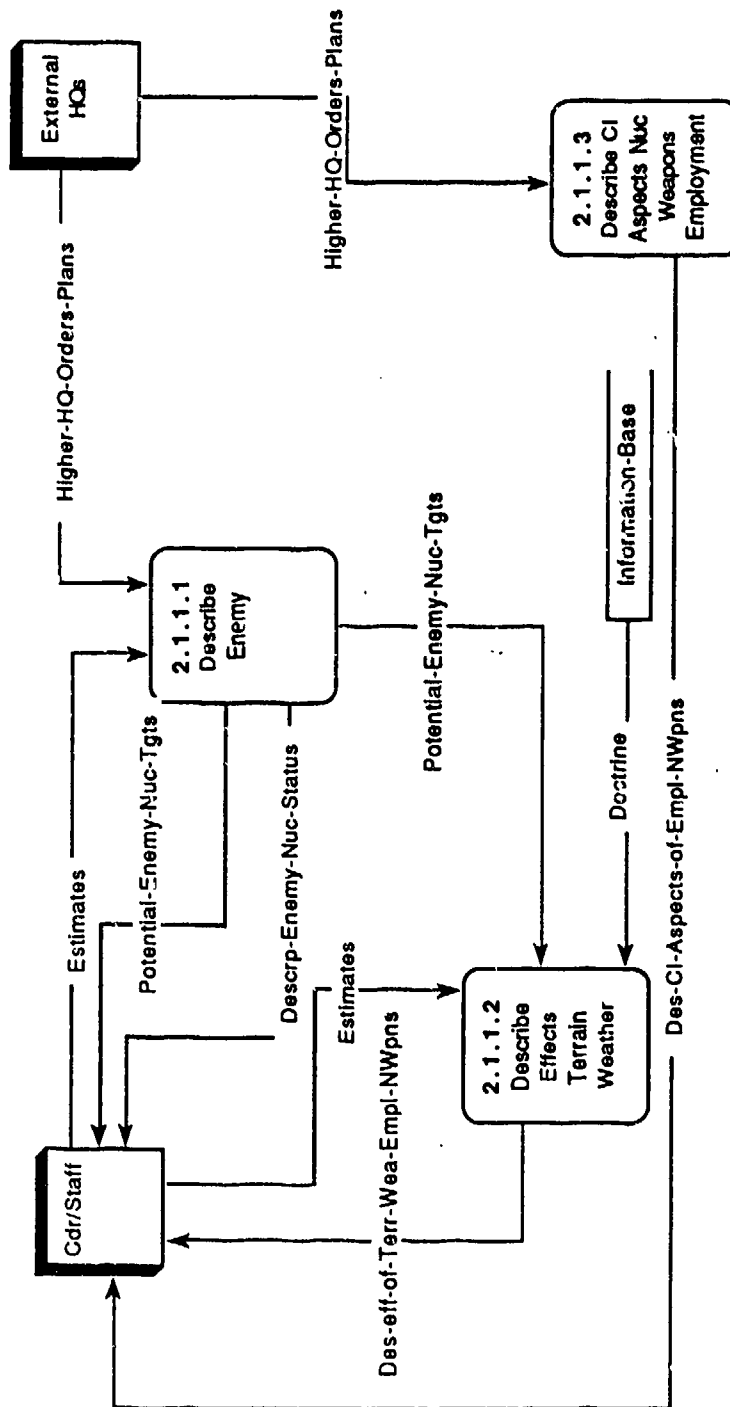 External
HQs
Higher-HQ-Orders-Plans
Higher-HQ-Orders-Plans
2.1.1.3
Describe CI
Aspects Nuc
Weapons
Employment
2.1.1.1
Describe
Enemy
Estimates
Potential-Enemy-Nuc-Tgts
Descrp-Enemy-Nuc-Status
Potential-Enemy-Nuc-Tgts
Information-Base
Doctrine
Cdr/Staff
Estimates
2.1.1.2
Describe
Effects
Terrain
Weather
Des-eff-of-Terr-Wea-Empl-NWpns
Des-CI-Aspects-of-Empl-NWpns